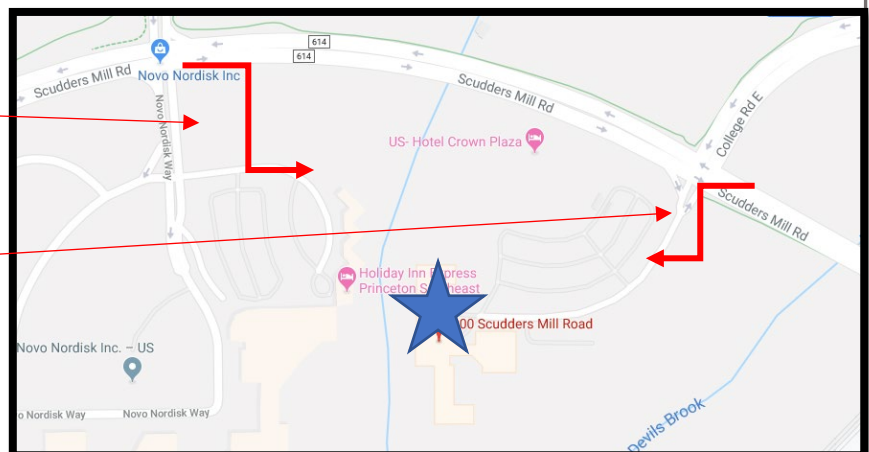 614
614
Novo Nordisk Inc
Scudders Mill Rd
Scudders Mill Rd
College Rd E
Novo Nordisk Way
US- Hotel Crown Plaza
Scudders Mill Rd
Holiday Inn Express
Princeton Southeast
00 Scudders Mill Road
Novo Nordisk Inc. – US
o Nordisk Way
Novo Nordisk Way
Devils Brook